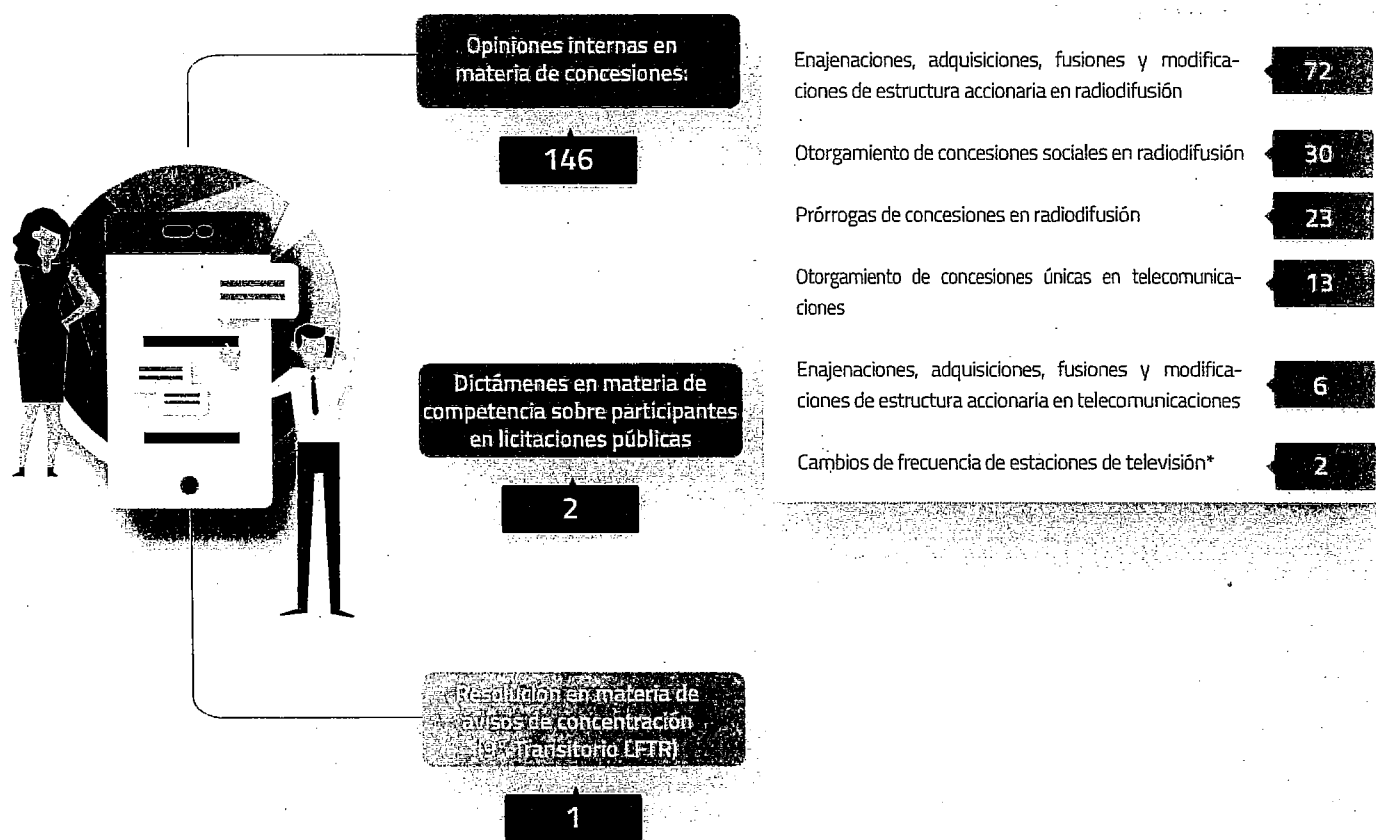 Opiniones internas en
materia de concesiones:
146
Enajenaciones, adquisiciones, fusiones y modifica-
ciones de estructura accionaria en radiodifusión
72
Otorgamiento de concesiones sociales en radiodifusión
30
Prórrogas de concesiones en radiodifusión
23
Otorgamiento de concesiones únicas en telecomunica-
ciones
13
Enajenaciones, adquisiciones, fusiones y modifica-
ciones de estructura accionaria en telecomunicaciones
6
Cambios de frecuencia de estaciones de televisión*
2
Dictámenes en materia de
competencia sobre participantes
en licitaciones públicas
2
Resolución en materia de
avisos de concentración
(9° Transitorio LFTR)
1